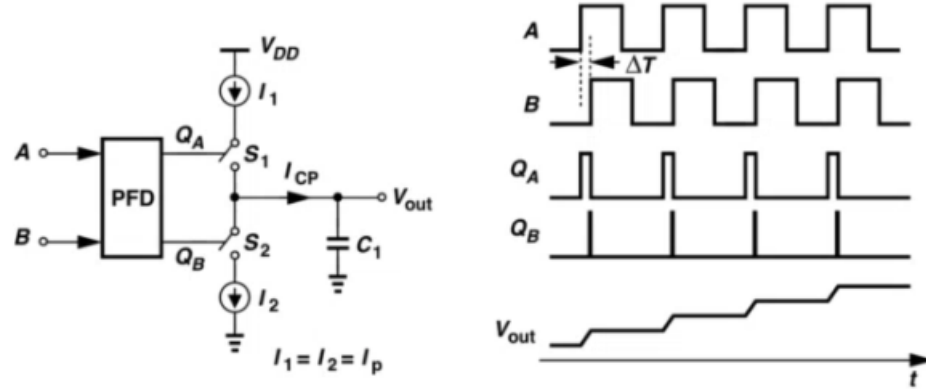 V_DD
I_1
Q_A
A
S_1
I_CP
PFD
V_out
B
S_2
C_1
Q_B
I_2
I_1 = I_2 = I_p
A
ΔT
B
Q_A
Q_B
V_out
t